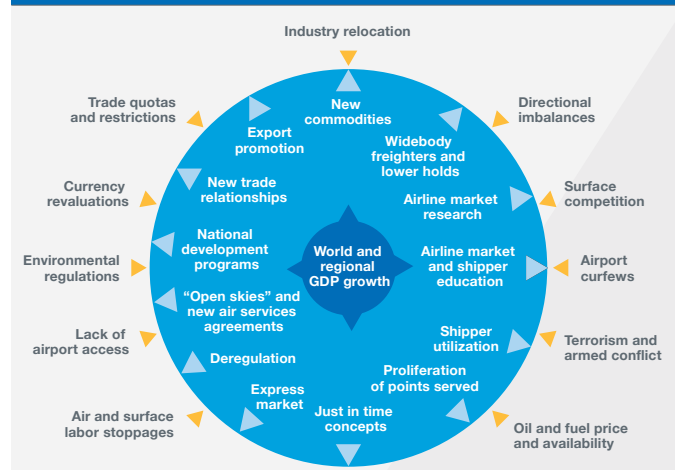 Industry relocation
Trade quotas
and restrictions
Directional
imbalances
Currency
revaluations
Surface
competition
Environmental
regulations
Airport
curfews
Lack of
airport access
Terrorism and
armed conflict
Air and surface
labor stoppages
Oil and fuel price
and availability
New
commodities
Export
promotion
Widebody
freighters and
lower holds
New trade
relationships
Airline market
research
National
development
programs
World and
regional
GDP growth
Airline market
and shipper
education
“Open skies” and
new air services
agreements
Shipper
utilization
Deregulation
Proliferation
of points served
Express
market
Just in time
concepts